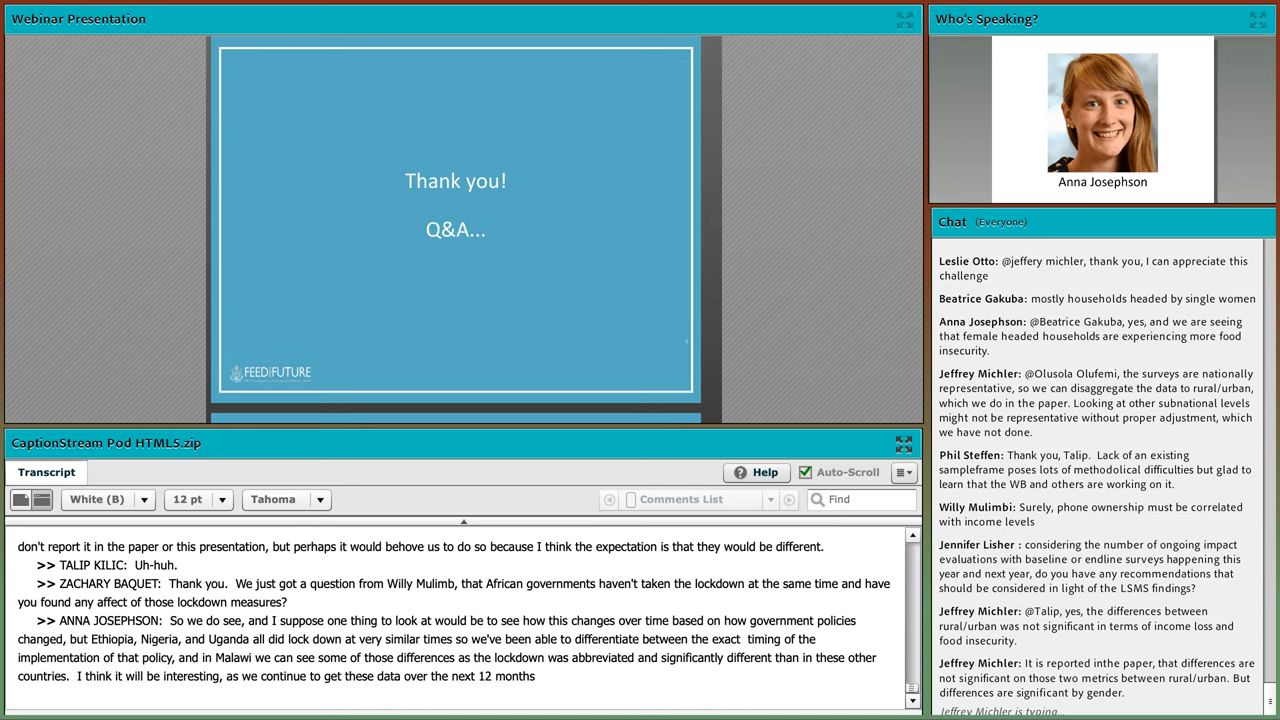 Webinar Presentation
Thank you!
Q&A...
FEED THE FUTURE
Who's Speaking?
Anna Josephson
CaptionStream Pod HTML5.zip
Transcript
Help
Auto-Scroll
White (B)
12 pt
Tahoma
Comments List
Find
don't report it in the paper or this presentation, but perhaps it would behove us to do so because I think the expectation is that they would be different.
>> TALIP KILIC: Uh-huh.
>> ZACHARY BAQUET: Thank you. We just got a question from Willy Mulimb, that African governments haven't taken the lockdown at the same time and have
you found any affect of those lockdown measures?
>> ANNA JOSEPHSON: So we do see, and I suppose one thing to look at would be to see how this changes over time based on how government policies
changed, but Ethiopia, Nigeria, and Uganda all did lock down at very similar times so we've been able to differentiate between the exact timing of the
implementation of that policy, and in Malawi we can see some of those differences as the lockdown was abbreviated and significantly different than in these other
countries. I think it will be interesting, as we continue to get these data over the next 12 months
Chat (Everyone)
Leslie Otto: @jeffery michler, thank you, I can appreciate this
challenge
Beatrice Gakuba: mostly households headed by single women
Anna Josephson: @Beatrice Gakuba, yes, and we are seeing
that female headed households are experiencing more food
insecurity.
Jeffrey Michler: @Olusola Olufemi, the surveys are nationally
representative, so we can disaggregate the data to rural/urban,
which we do in the paper. Looking at other subnational levels
might not be representative without proper adjustment, which
we have not done.
Phil Steffen: Thank you, Talip. Lack of an existing
sampleframe poses lots of methodolical difficulties but glad to
learn that the WB and others are working on it.
Willy Mulimbi: Surely, phone ownership must be correlated
with income levels
Jennifer Lisher : considering the number of ongoing impact
evaluations with baseline or endline surveys happening this
year and next year, do you have any recommendations that
should be considered in light of the LSMS findings?
Jeffrey Michler: @Talip, yes, the differences between
rural/urban was not significant in terms of income loss and
food insecurity.
Jeffrey Michler: It is reported inthe paper, that differences are
not significant on those two metrics between rural/urban. But
differences are significant by gender.
Jeffrey Michler is typing...